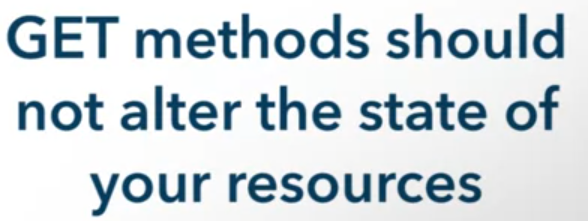 GET methods should
not alter the state of
your resources